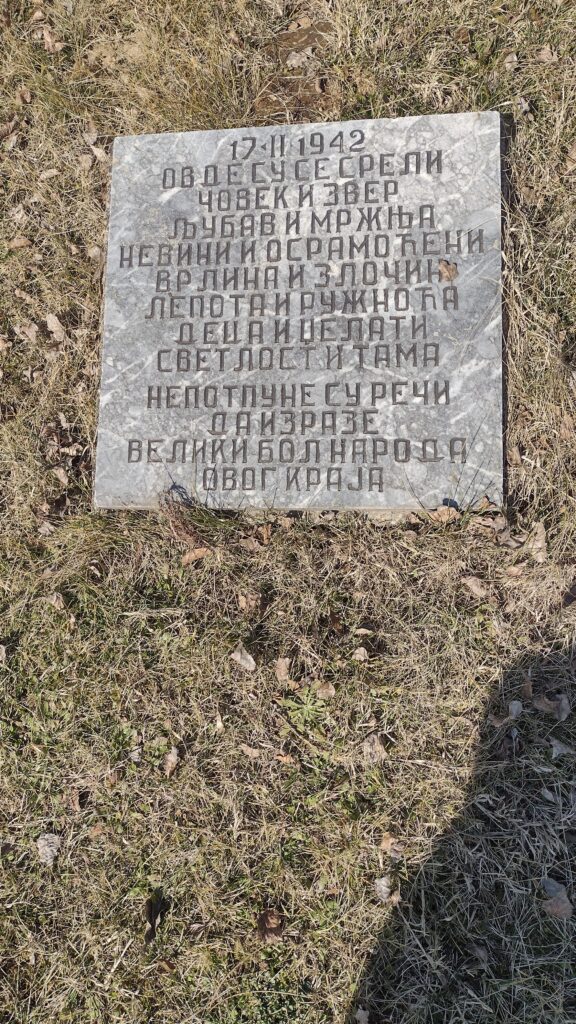 17·II 1942
ОВДЕ СУ СЕ СРЕЛИ
ЧОВЕК И ЗВЕР
ЉУБАВ И МРЖЊА
НЕВИНИ И ОСРАМОЋЕНИ
ВРЛИНА И ЗЛОЧИН
ЛЕПОТА И РУЖНОЋА
ДЕЦА И ЏЕЛАТИ
СВЕТЛОСТ И ТАМА
НЕПОТПУНЕ СУ РЕЧИ
ДА ИЗРАЗЕ
ВЕЛИКИ БОЛ НАРОДА
ОВОГ КРАЈА